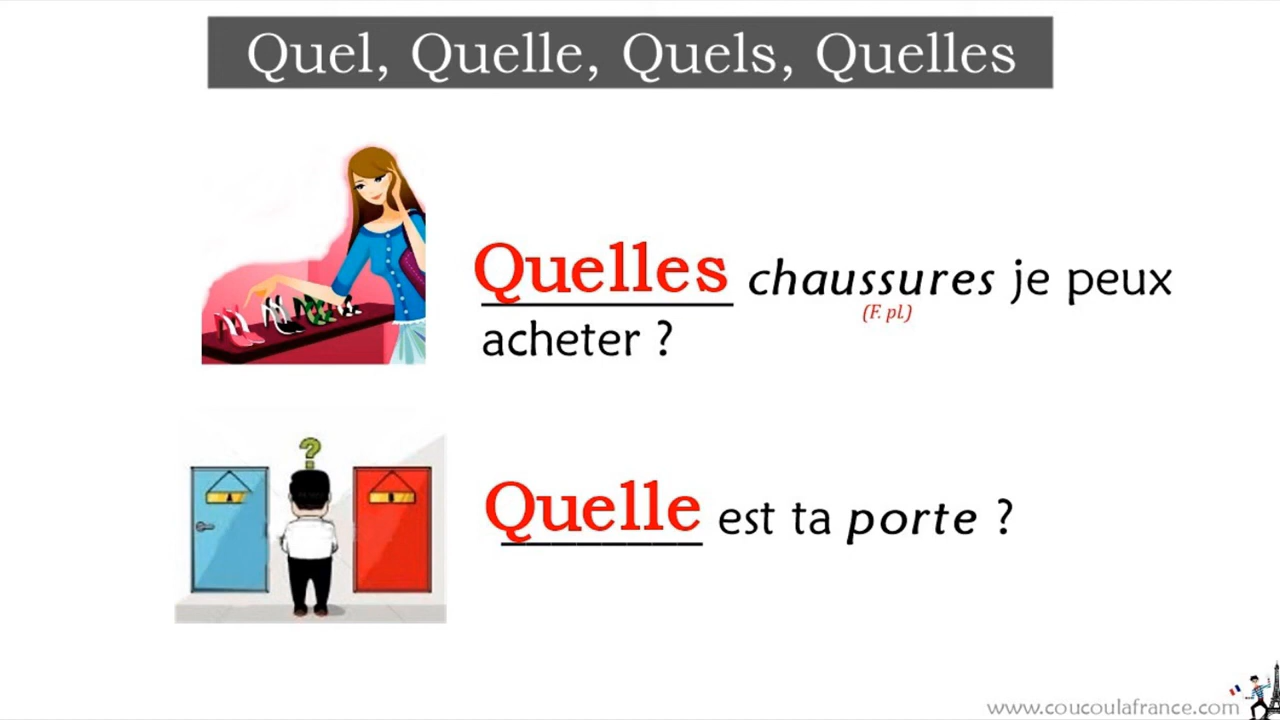 Quel, Quelle, Quels, Quelles
Quelles chaussures je peux
(F. pl.)
acheter ?
Quelle est ta porte ?
?
www.coucoulafrance.com